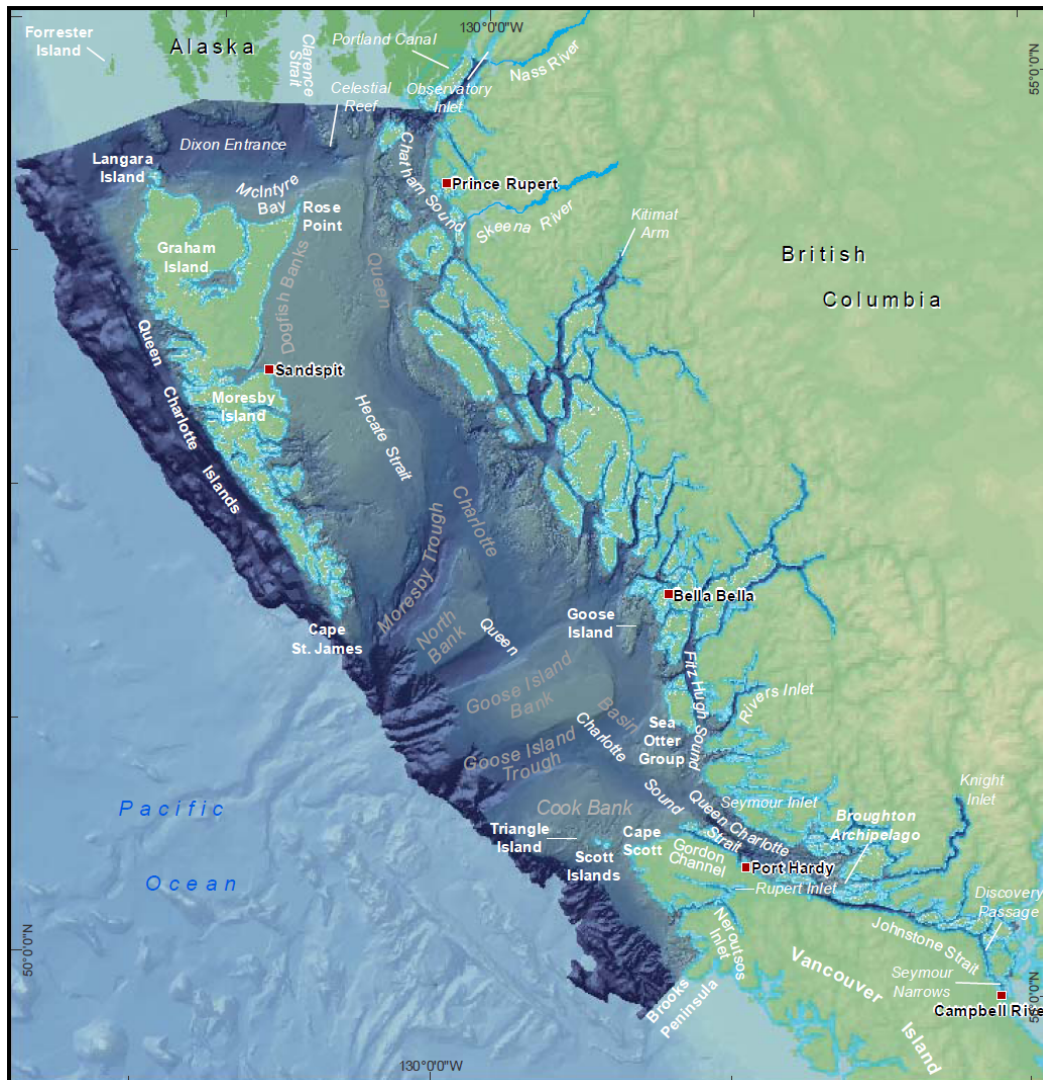 130°0'0"W
Forrester
Island
Alaska
Clarence
Strait
Portland Canal
Nass River
55°0'0"N
Celestial
Reef
Observatory
Inlet
Dixon Entrance
Langara
Island
McIntyre
Bay
Rose
Point
Chatham Sound
Prince Rupert
Skeena River
Kitimat
Arm
Graham
Island
Dogfish Banks
Queen
British
Columbia
Queen
Charlotte
Islands
Sandspit
Moresby
Island
Hecate Strait
Charlotte
Moresby Trough
North
Bank
Queen
Bella Bella
Goose
Island
Cape
St. James
Fitz Hugh Sound
Rivers Inlet
Goose Island
Bank
Basin
Sea
Otter
Group
Charlotte
Goose Island
Trough
Sound
Queen Charlotte
Strait
Seymour Inlet
Knight
Inlet
Pacific
Ocean
Cook Bank
Broughton
Archipelago
Triangle
Island
Cape
Scott
Scott
Islands
Gordon
Channel
Port Hardy
Rupert Inlet
Discovery
Passage
Neroutsos
Inlet
Johnstone Strait
50°0'0"N
Vancouver
Island
Seymour
Narrows
Brooks
Peninsula
Campbell Rive
130°0'0"W